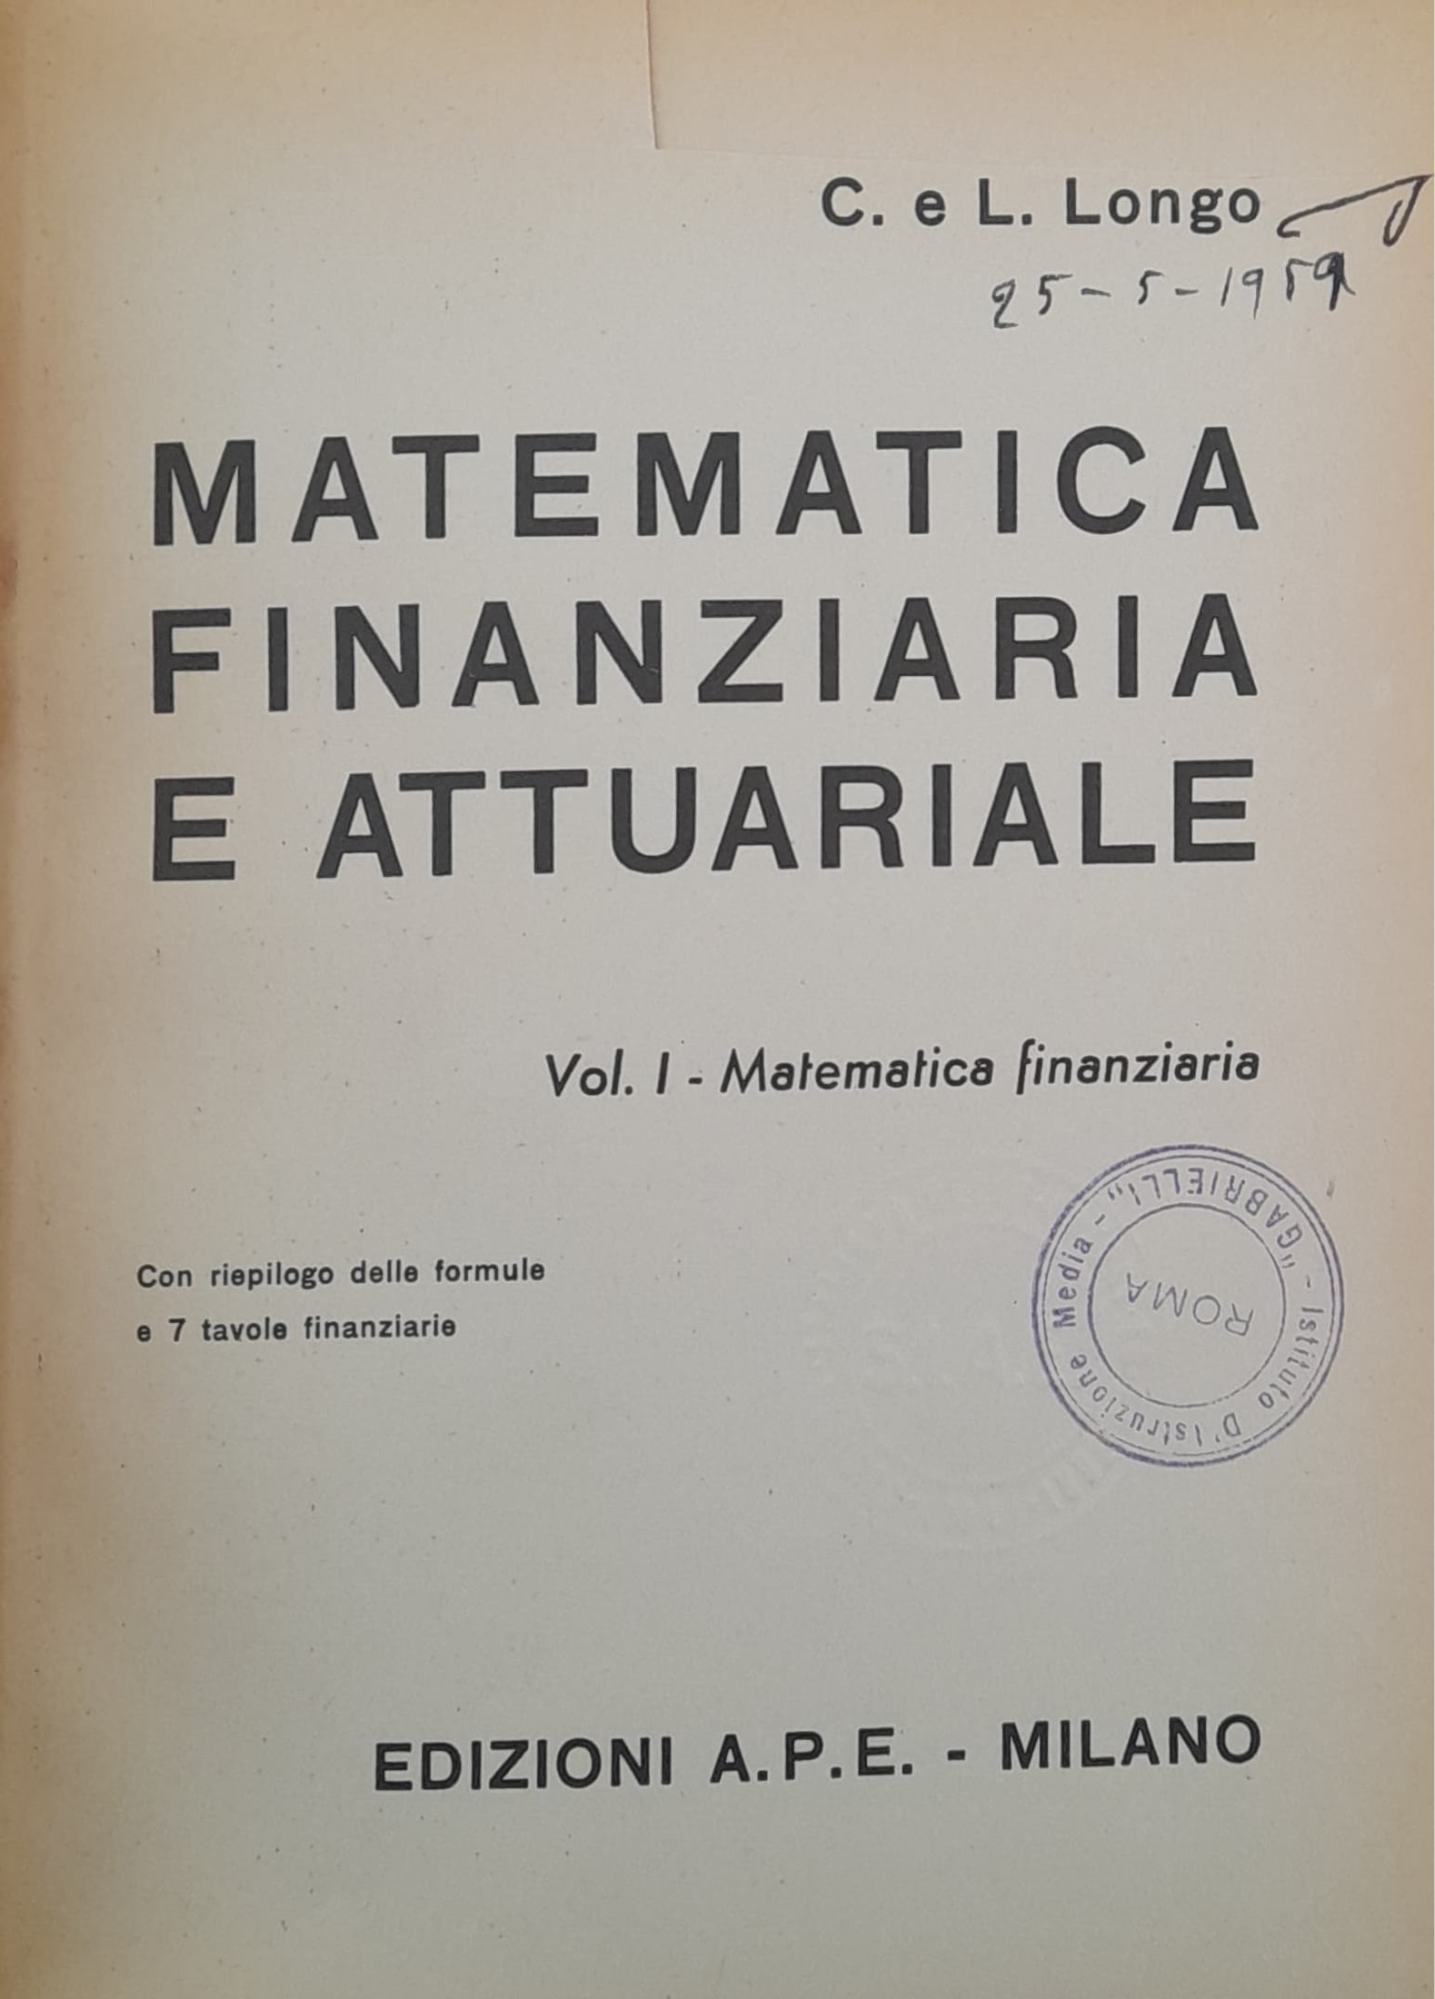 C. e L. Longo
25-5-1959
MATEMATICA
FINANZIARIA
E ATTUARIALE
Vol. I - Matematica finanziaria
Con riepilogo delle formule
e 7 tavole finanziarie
"GABRIELLI" - Istituto D'Istruzione Media -
ROMA
EDIZIONI A.P.E. - MILANO